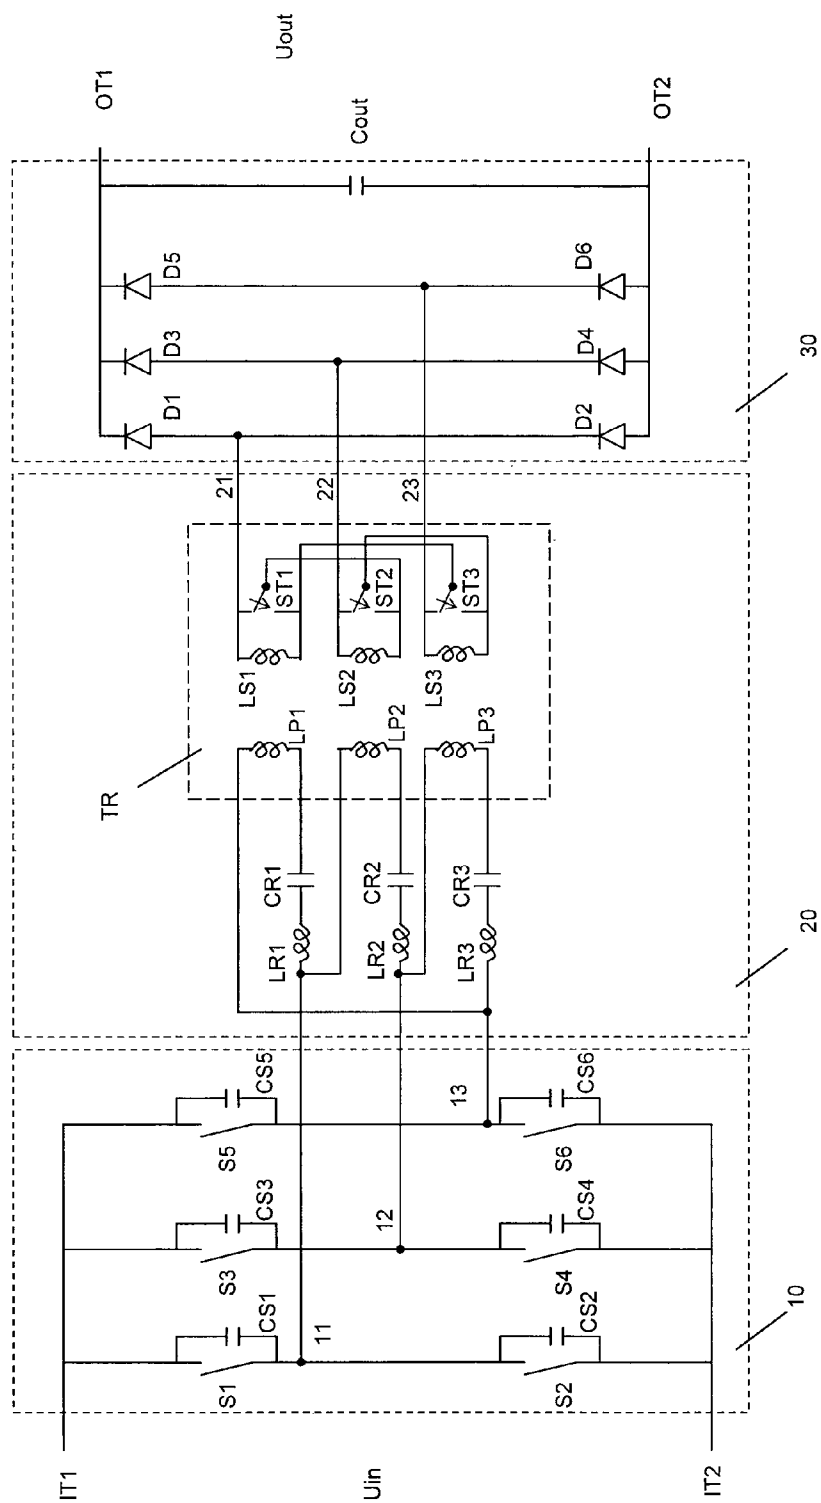 IT1
Uin
IT2
S1
CS1
S2
CS2
11
10
S3
CS3
S4
CS4
12
S5
CS5
S6
CS6
13
LR1
CR1
LR2
CR2
LR3
CR3
20
TR
LP1
LP2
LP3
LS1
LS2
LS3
ST1
ST2
ST3
21
22
23
D1
D2
D3
D4
D5
D6
30
Cout
OT1
OT2
Uout